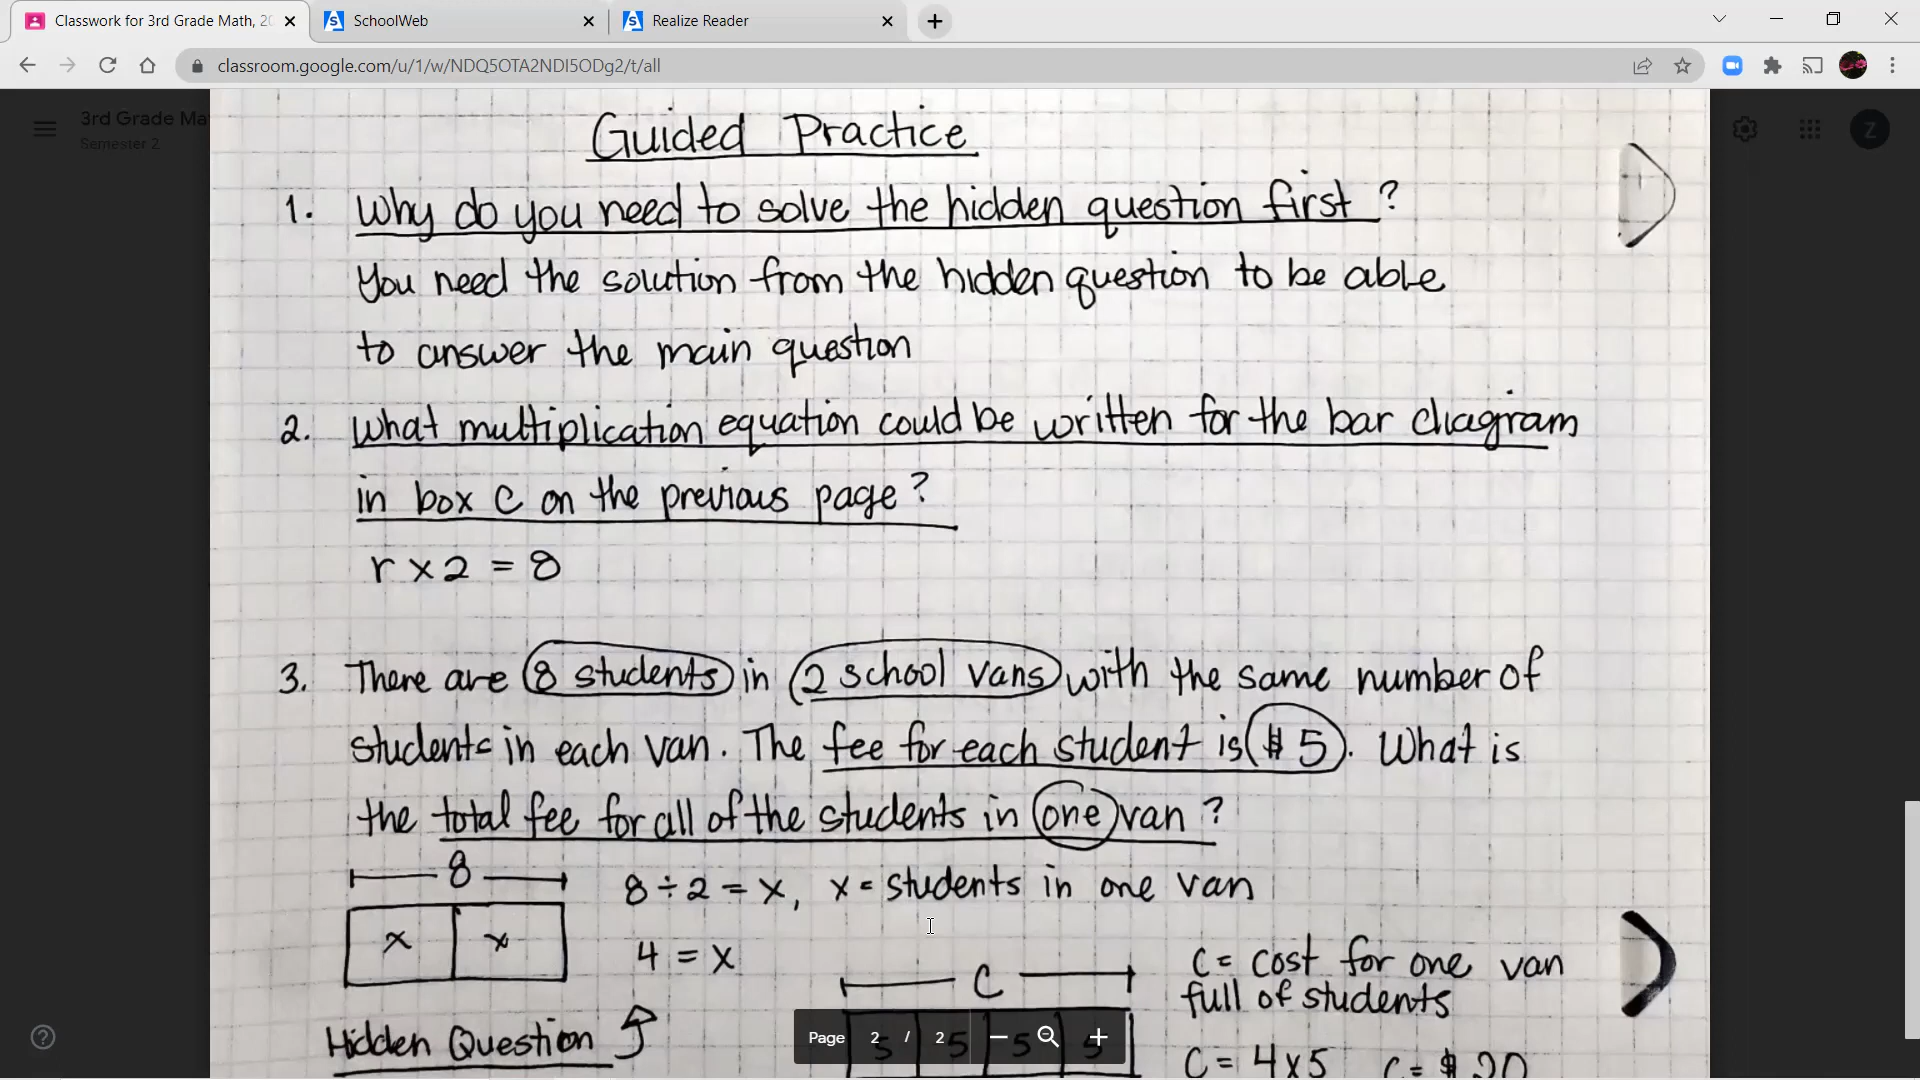 Classwork for 3rd Grade Math, 20
SchoolWeb
Realize Reader
classroom.google.com/u/1/w/NDQ5OTA2NDI5ODg2/t/all
3rd Grade Ma
Semester 2
Z
Guided Practice
1. Why do you need to solve the hidden question first?
You need the solution from the hidden question to be able
to answer the main question
2. What multiplication equation could be written for the bar diagram
in box C on the previous page?
r x 2 = 8
3. There are 8 students in 2 school vans with the same number of
students in each van. The fee for each student is $5. What is
the total fee for all of the students in one van?
8
8 ÷ 2 = x, x = students in one van
x x
4 = x
C
C = cost for one van
full of students
Hidden Question
5 5 5 5
Page 2 / 2
C = 4x5 C = $20